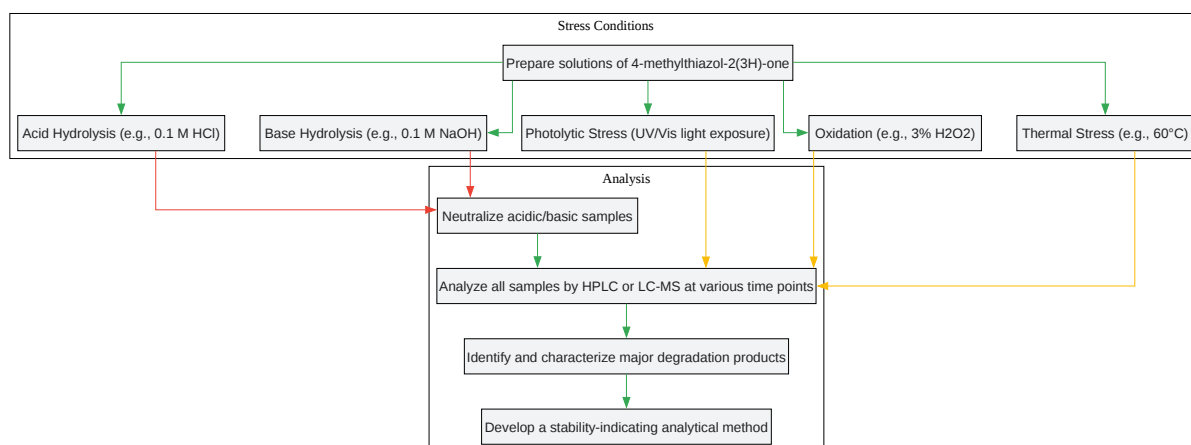 Stress Conditions
Prepare solutions of 4-methylthiazol-2(3H)-one
Acid Hydrolysis (e.g., 0.1 M HCl)
Base Hydrolysis (e.g., 0.1 M NaOH)
Photolytic Stress (UV/Vis light exposure)
Oxidation (e.g., 3% H2O2)
Thermal Stress (e.g., 60°C)
Analysis
Neutralize acidic/basic samples
Analyze all samples by HPLC or LC-MS at various time points
Identify and characterize major degradation products
Develop a stability-indicating analytical method